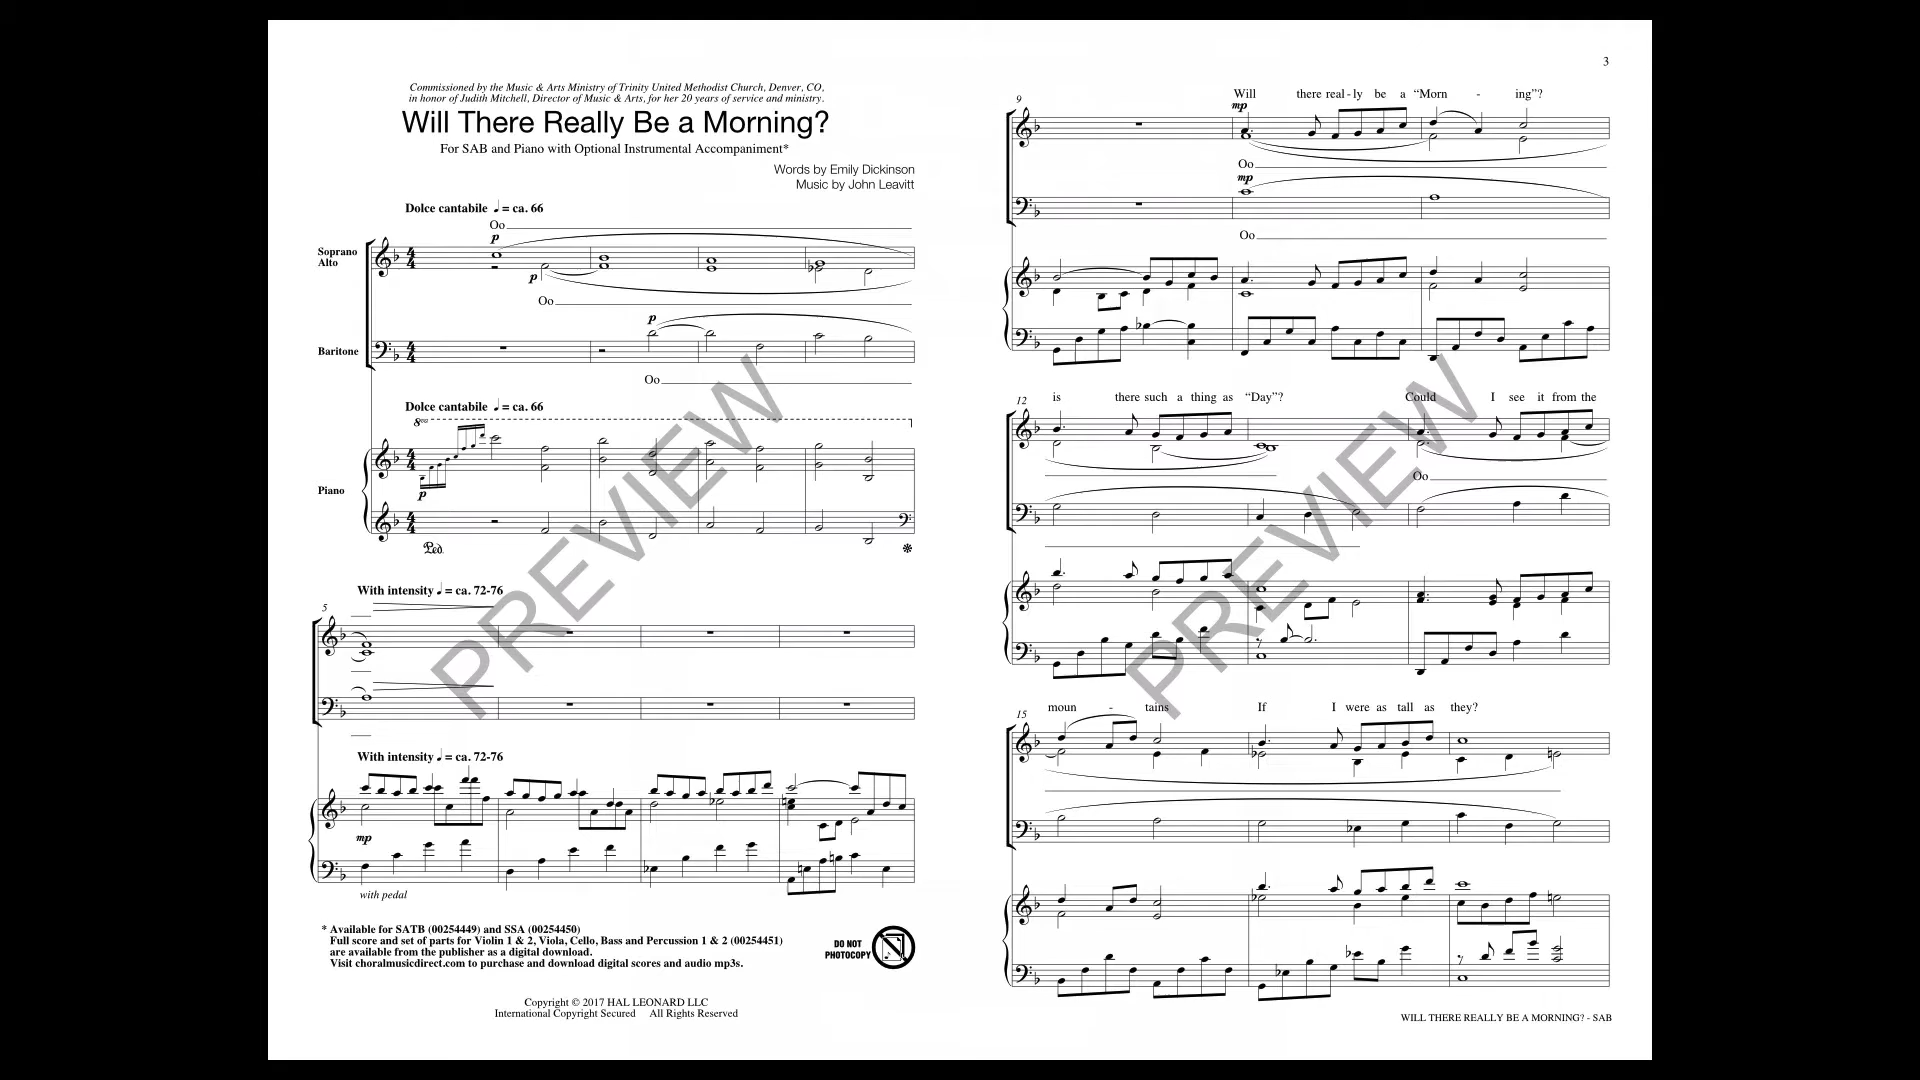 Commissioned by the Music & Arts Ministry of Trinity United Methodist Church, Denver, CO,
in honor of Judith Mitchell, Director of Music & Arts, for her 20 years of service and ministry.
Will There Really Be a Morning?
For SAB and Piano with Optional Instrumental Accompaniment*
Words by Emily Dickinson
Music by John Leavitt
Dolce cantabile ♩ = ca. 66
Oo
p
Soprano
Alto
p
Oo
p
Baritone
Oo
Dolce cantabile ♩ = ca. 66
8va
p
Piano
Ped.
With intensity ♩ = ca. 72-76
5
With intensity ♩ = ca. 72-76
mp
with pedal
* Available for SATB (00254449) and SSA (00254450)
Full score and set of parts for Violin 1 & 2, Viola, Cello, Bass and Percussion 1 & 2 (00254451)
are available from the publisher as a digital download.
Visit choralmusicdirect.com to purchase and download digital scores and audio mp3s.
DO NOT
PHOTOCOPY
Copyright © 2017 HAL LEONARD LLC
International Copyright Secured All Rights Reserved
PREVIEW
3
9
Will there real - ly be a “Morn - ing”?
mp
Oo
mp
Oo
12
is there such a thing as “Day”? Could I see it from the
Oo
15
moun - tains If I were as tall as they?
PREVIEW
WILL THERE REALLY BE A MORNING? - SAB